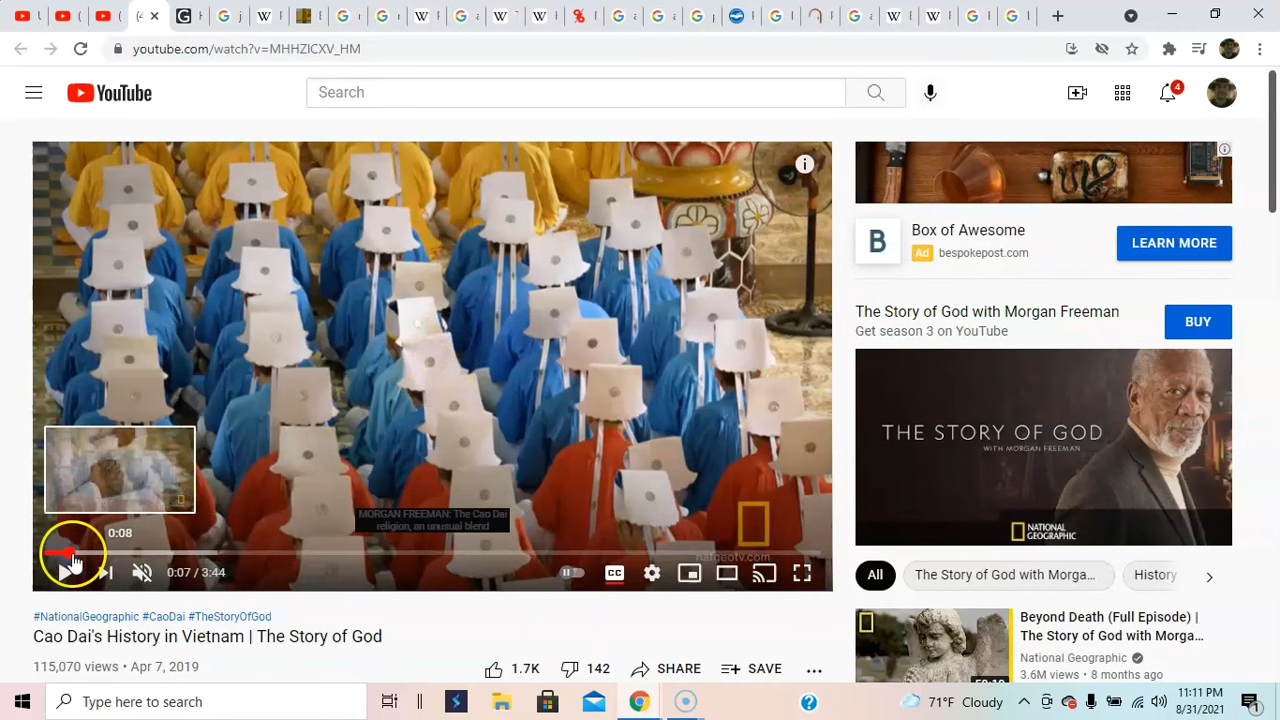 youtube.com/watch?v=MHHZICXV_HM
YouTube
Search
4
Box of Awesome
LEARN MORE
B
Ad bespokepost.com
The Story of God with Morgan Freeman
BUY
Get season 3 on YouTube
THE STORY OF GOD
WITH MORGAN FREEMAN
NATIONAL
GEOGRAPHIC
MORGAN FREEMAN: The Cao Dai
religion, an unusual blend
natgeotv.com
0:08
0:07 / 3:44
CC
All
The Story of God with Morga...
History
#NationalGeographic #CaoDai #TheStoryOfGod
Cao Dai's History in Vietnam | The Story of God
115,070 views • Apr 7, 2019
1.7K
142
SHARE
SAVE
Beyond Death (Full Episode) |
The Story of God with Morga...
National Geographic
3.6M views • 8 months ago
Type here to search
71°F Cloudy
11:11 PM
8/31/2021
1